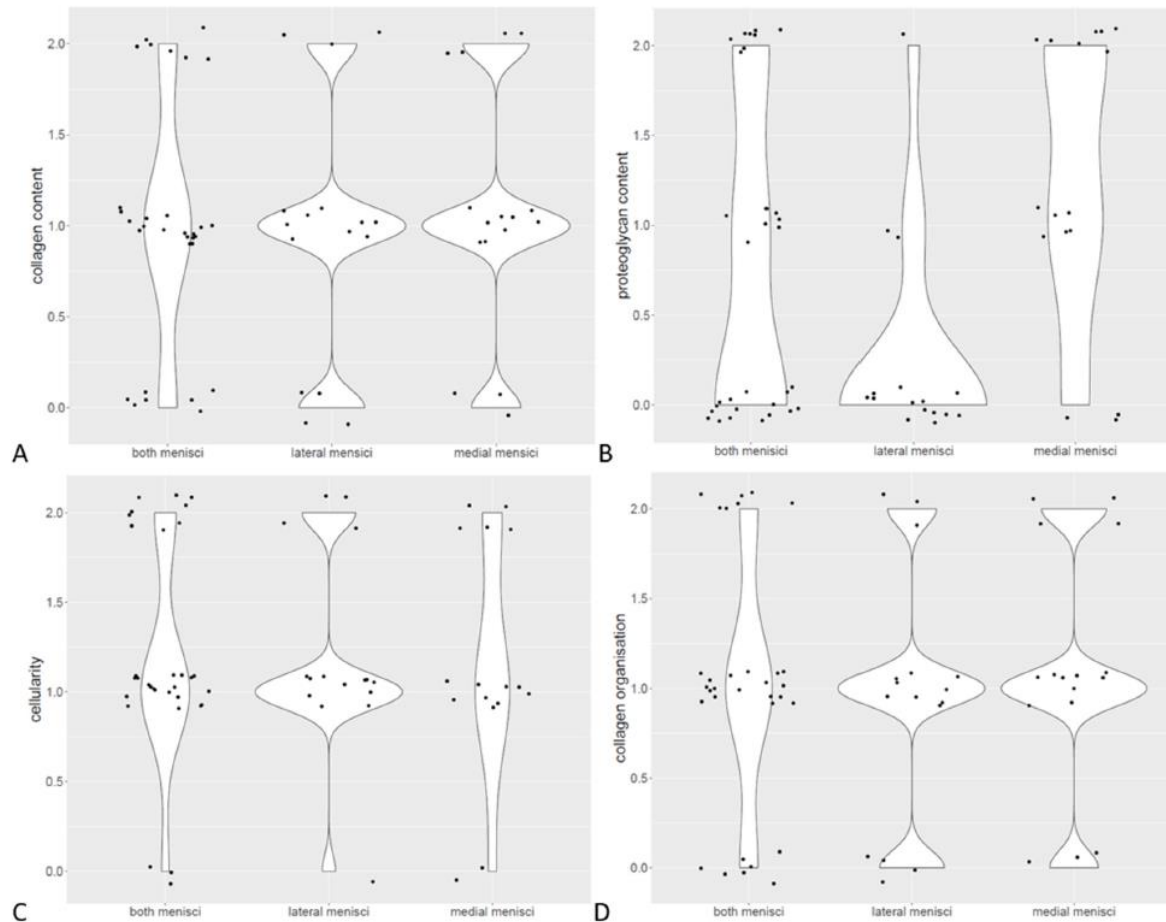 collagen content
2.0
1.5
1.0
0.5
0.0
both menisci
lateral mensici
medial mensici
A
proteoglycan content
2.0
1.5
1.0
0.5
0.0
both menisci
lateral menisci
medial menisci
B
cellularity
2.0
1.5
1.0
0.5
0.0
both menisci
lateral menisci
medial menisci
C
collagen organisation
2.0
1.5
1.0
0.5
0.0
both menisci
lateral menisci
medial menisci
D